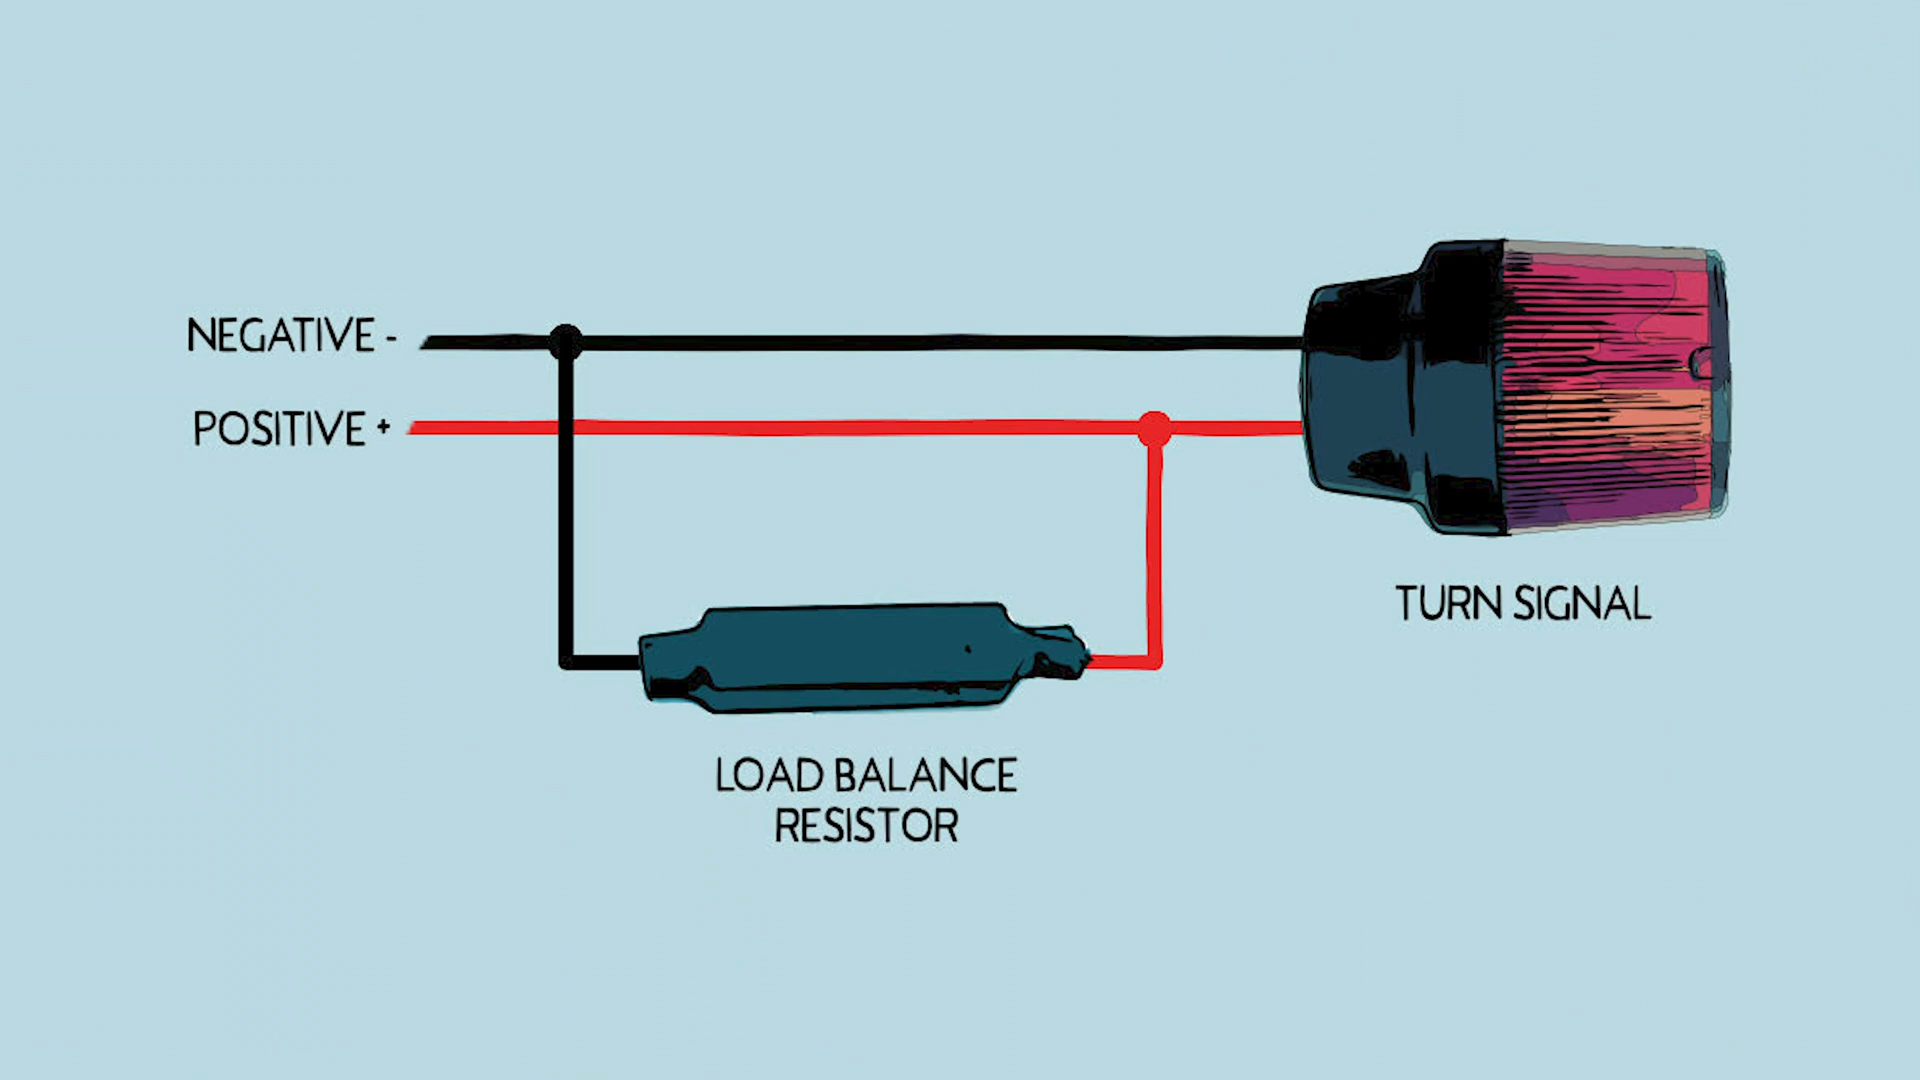 NEGATIVE -
POSITIVE +
TURN SIGNAL
LOAD BALANCE
RESISTOR